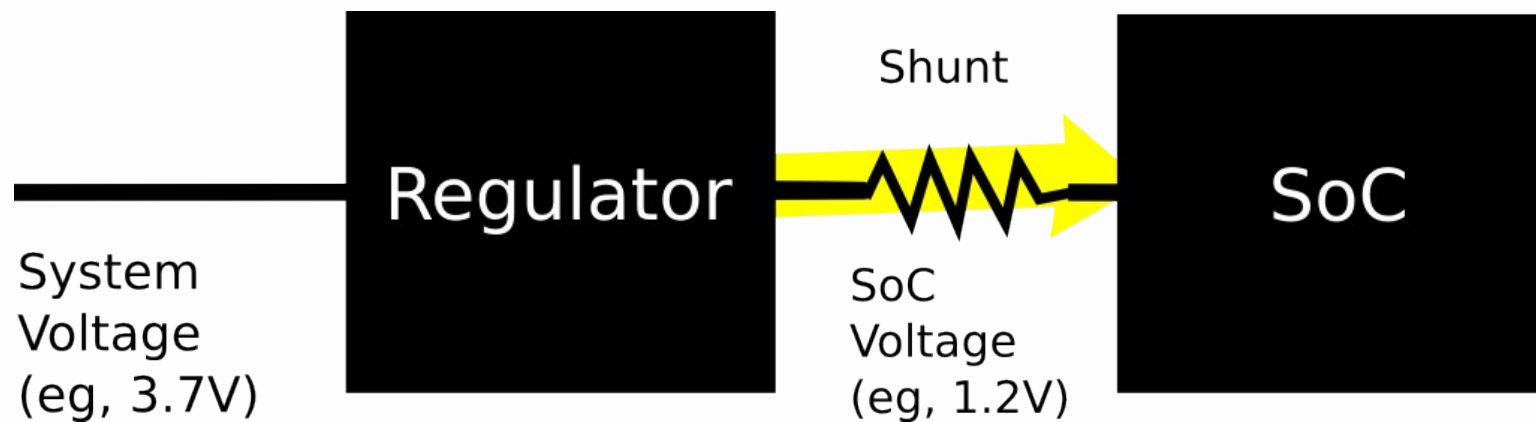 System
Voltage
(eg, 3.7V)
Regulator
Shunt
SoC
Voltage
(eg, 1.2V)
SoC